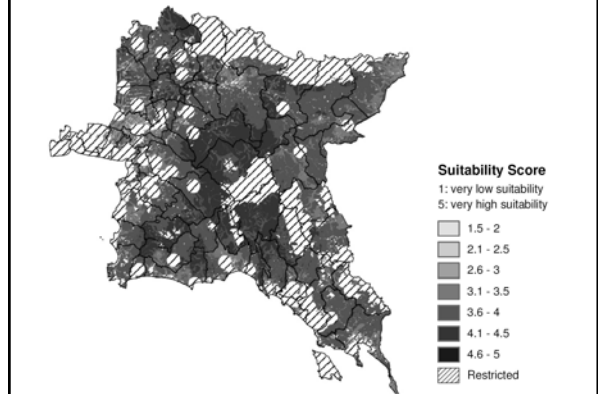 Suitability Score
1: very low suitability
5: very high suitability
1.5 - 2
2.1 - 2.5
2.6 - 3
3.1 - 3.5
3.6 - 4
4.1 - 4.5
4.6 - 5
Restricted